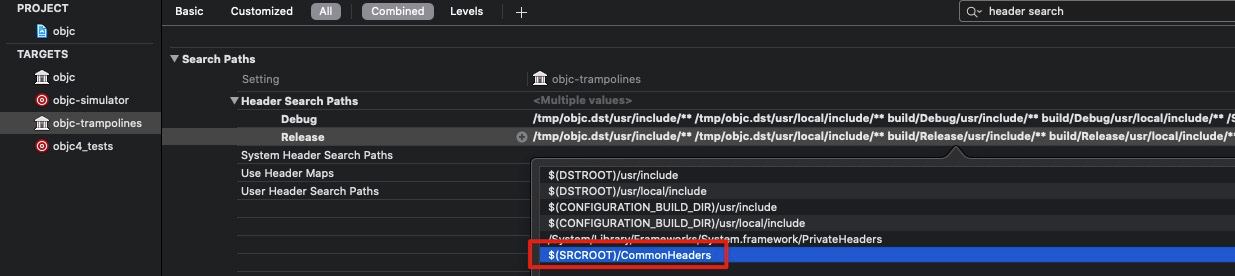 PROJECT
objc
TARGETS
objc
objc-simulator
objc-trampolines
objc4_tests
Basic Customized All Combined Levels +
header search
Search Paths
Setting objc-trampolines
Header Search Paths <Multiple values>
Debug /tmp/objc.dst/usr/include/** /tmp/objc.dst/usr/local/include/** build/Debug/usr/include/** build/Debug/usr/local/include/** /S
Release /tmp/objc.dst/usr/include/** /tmp/objc.dst/usr/local/include/** build/Release/usr/include/** build/Release/usr/local/include/**
System Header Search Paths
Use Header Maps
User Header Search Paths
$(DSTROOT)/usr/include
$(DSTROOT)/usr/local/include
$(CONFIGURATION_BUILD_DIR)/usr/include
$(CONFIGURATION_BUILD_DIR)/usr/local/include
/System/Library/Frameworks/System.framework/PrivateHeaders
$(SRCROOT)/CommonHeaders